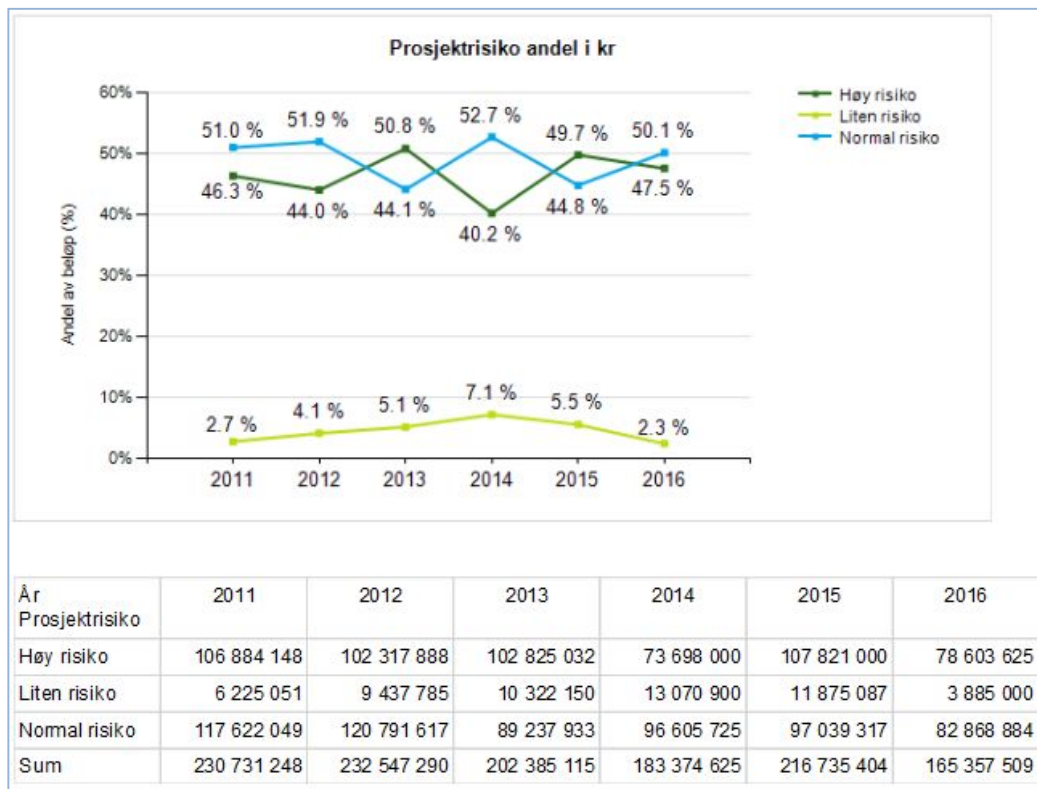 Prosjektrisiko andel i kr
Høy risiko
Liten risiko
Normal risiko
Andel av beløp (%)
60%
50%
40%
30%
20%
10%
0%
51.0 % 51.9 % 50.8 % 52.7 % 49.7 % 50.1 %
46.3 % 44.0 % 44.1 % 40.2 % 44.8 % 47.5 %
2.7 % 4.1 % 5.1 % 7.1 % 5.5 % 2.3 %
2011 2012 2013 2014 2015 2016
År 2011 2012 2013 2014 2015 2016
Prosjektrisiko
Høy risiko 106 884 148 102 317 888 102 825 032 73 698 000 107 821 000 78 603 625
Liten risiko 6 225 051 9 437 785 10 322 150 13 070 900 11 875 087 3 885 000
Normal risiko 117 622 049 120 791 617 89 237 933 96 605 725 97 039 317 82 868 884
Sum 230 731 248 232 547 290 202 385 115 183 374 625 216 735 404 165 357 509